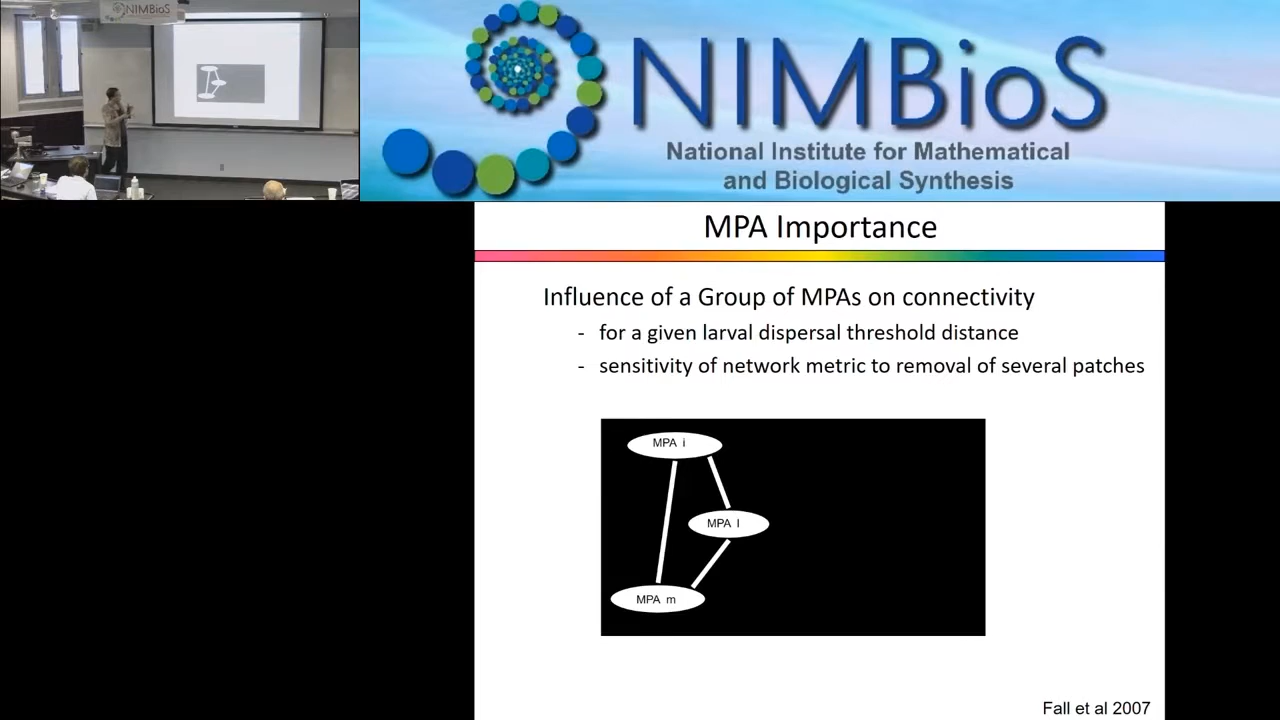 NIMBioS
NIMBioS
National Institute for Mathematical
and Biological Synthesis
MPA Importance
Influence of a Group of MPAs on connectivity
- for a given larval dispersal threshold distance
- sensitivity of network metric to removal of several patches
MPA i
MPA l
MPA m
Fall et al 2007